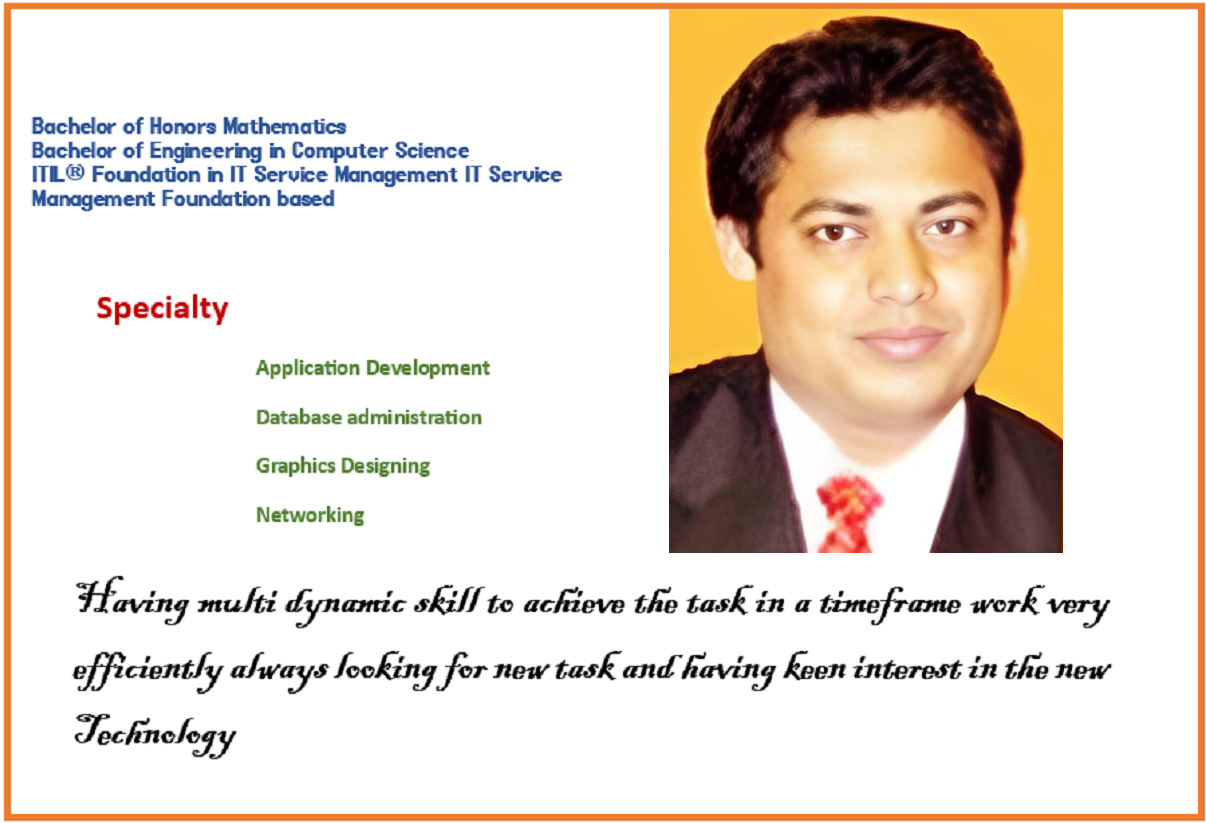 Bachelor of Honors Mathematics
Bachelor of Engineering in Computer Science
ITIL® Foundation in IT Service Management IT Service
Management Foundation based
Specialty
Application Development
Database administration
Graphics Designing
Networking
Having multi dynamic skill to achieve the task in a timeframe work very
efficiently always looking for new task and having keen interest in the new
Technology